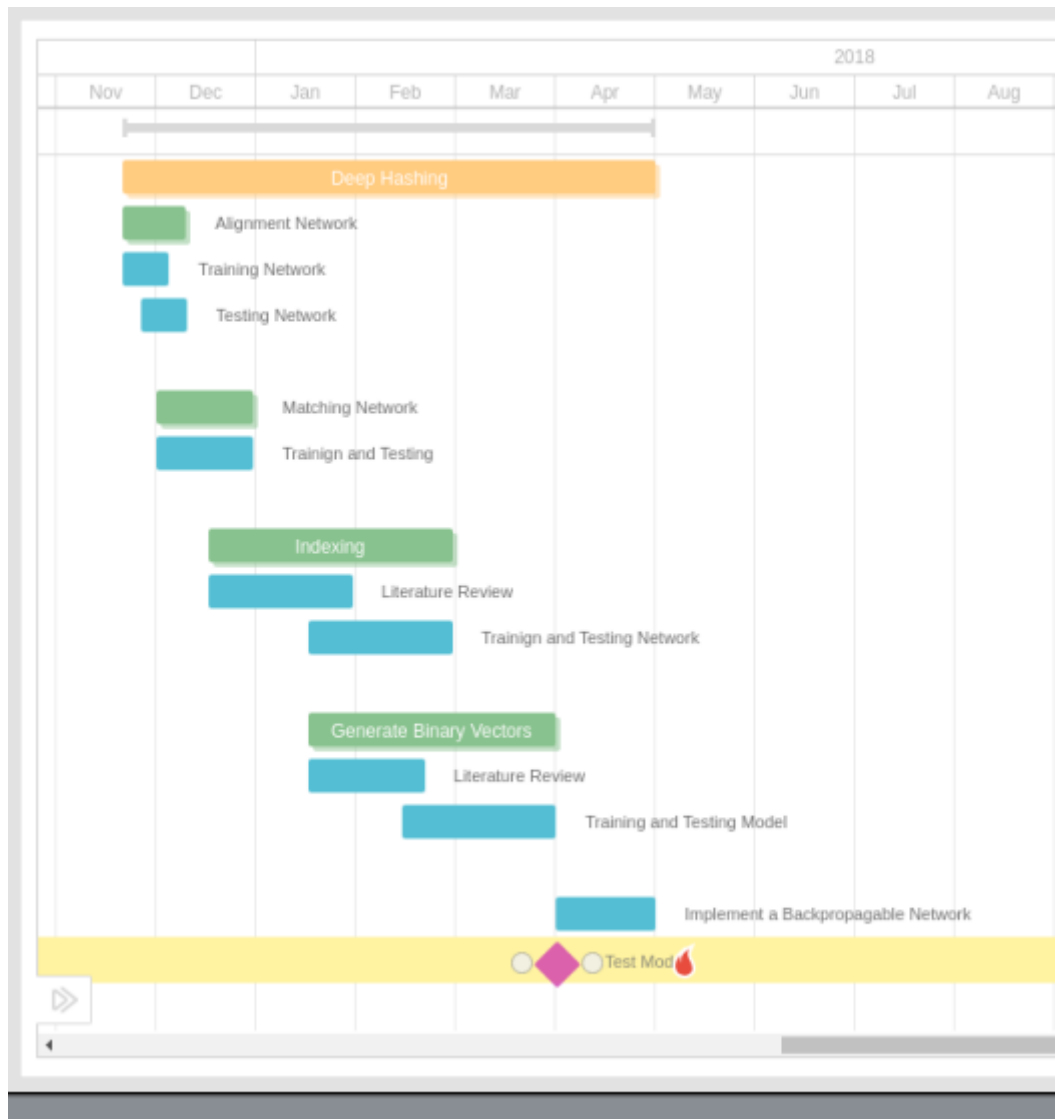 2018
Nov Dec Jan Feb Mar Apr May Jun Jul Aug
Deep Hashing
Alignment Network
Training Network
Testing Network
Matching Network
Trainign and Testing
Indexing
Literature Review
Trainign and Testing Network
Generate Binary Vectors
Literature Review
Training and Testing Model
Implement a Backpropagable Network
Test Mod